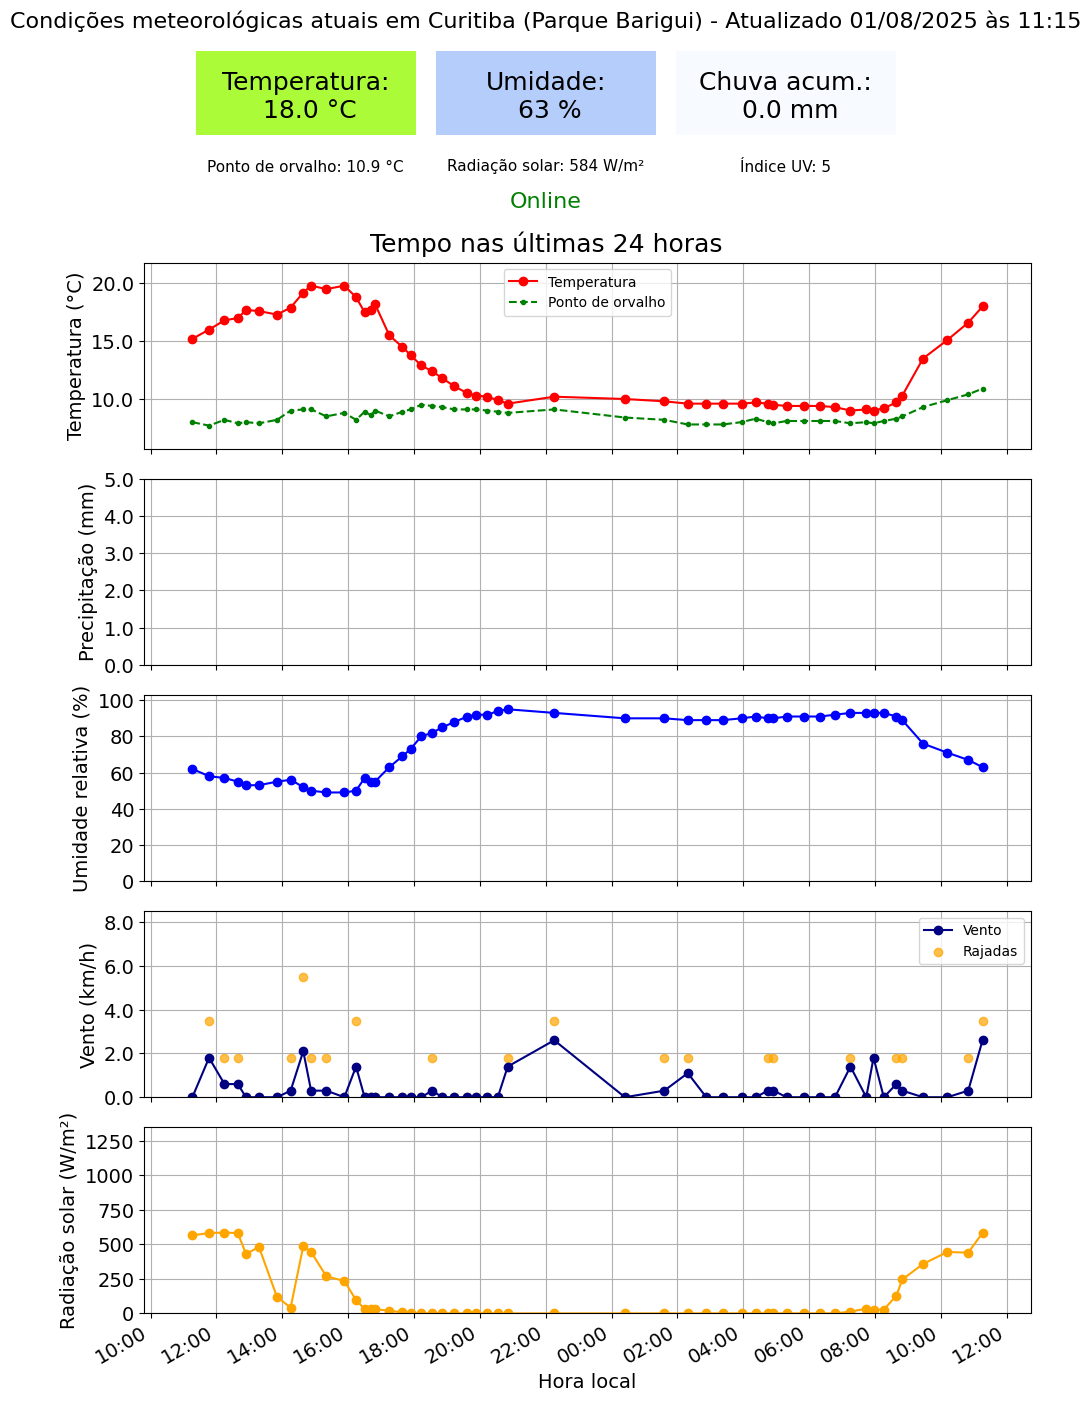 Condições meteorológicas atuais em Curitiba (Parque Barigui) - Atualizado 01/08/2025 às 11:15
Temperatura:
18.0 °C
Umidade:
63 %
Chuva acum.:
0.0 mm
Ponto de orvalho: 10.9 °C
Radiação solar: 584 W/m²
Índice UV: 5
Online
Tempo nas últimas 24 horas
Temperatura (°C)
20.0
15.0
10.0
Temperatura
Ponto de orvalho
Precipitação (mm)
5.0
4.0
3.0
2.0
1.0
0.0
Umidade relativa (%)
100
80
60
40
20
0
Vento (km/h)
8.0
6.0
4.0
2.0
0.0
Vento
Rajadas
Radiação solar (W/m²)
1250
1000
750
500
250
0
10:00
12:00
14:00
16:00
18:00
20:00
22:00
00:00
02:00
04:00
06:00
08:00
10:00
12:00
Hora local